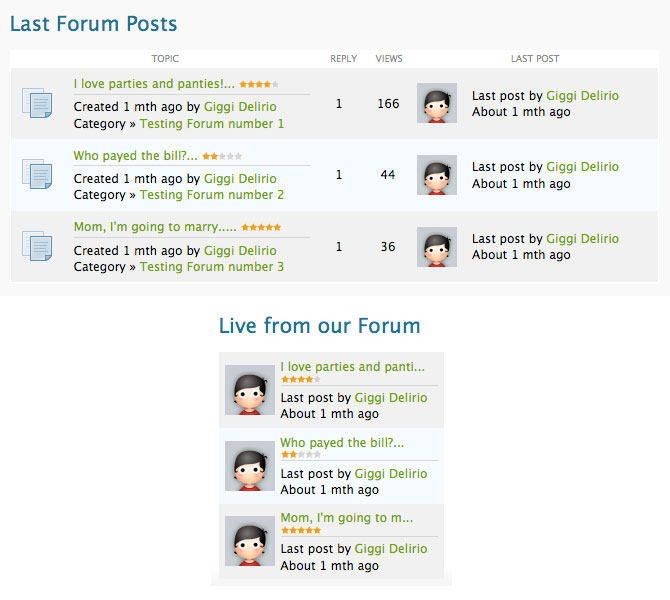 Last Forum Posts
TOPIC REPLY VIEWS LAST POST
I love parties and panties!...
Created 1 mth ago by Giggi Delirio
Category » Testing Forum number 1
1 166
Last post by Giggi Delirio
About 1 mth ago
Who payed the bill?...
Created 1 mth ago by Giggi Delirio
Category » Testing Forum number 2
1 44
Last post by Giggi Delirio
About 1 mth ago
Mom, I'm going to marry.....
Created 1 mth ago by Giggi Delirio
Category » Testing Forum number 3
1 36
Last post by Giggi Delirio
About 1 mth ago
Live from our Forum
I love parties and panti...
Last post by Giggi Delirio
About 1 mth ago
Who payed the bill?...
Last post by Giggi Delirio
About 1 mth ago
Mom, I'm going to m...
Last post by Giggi Delirio
About 1 mth ago